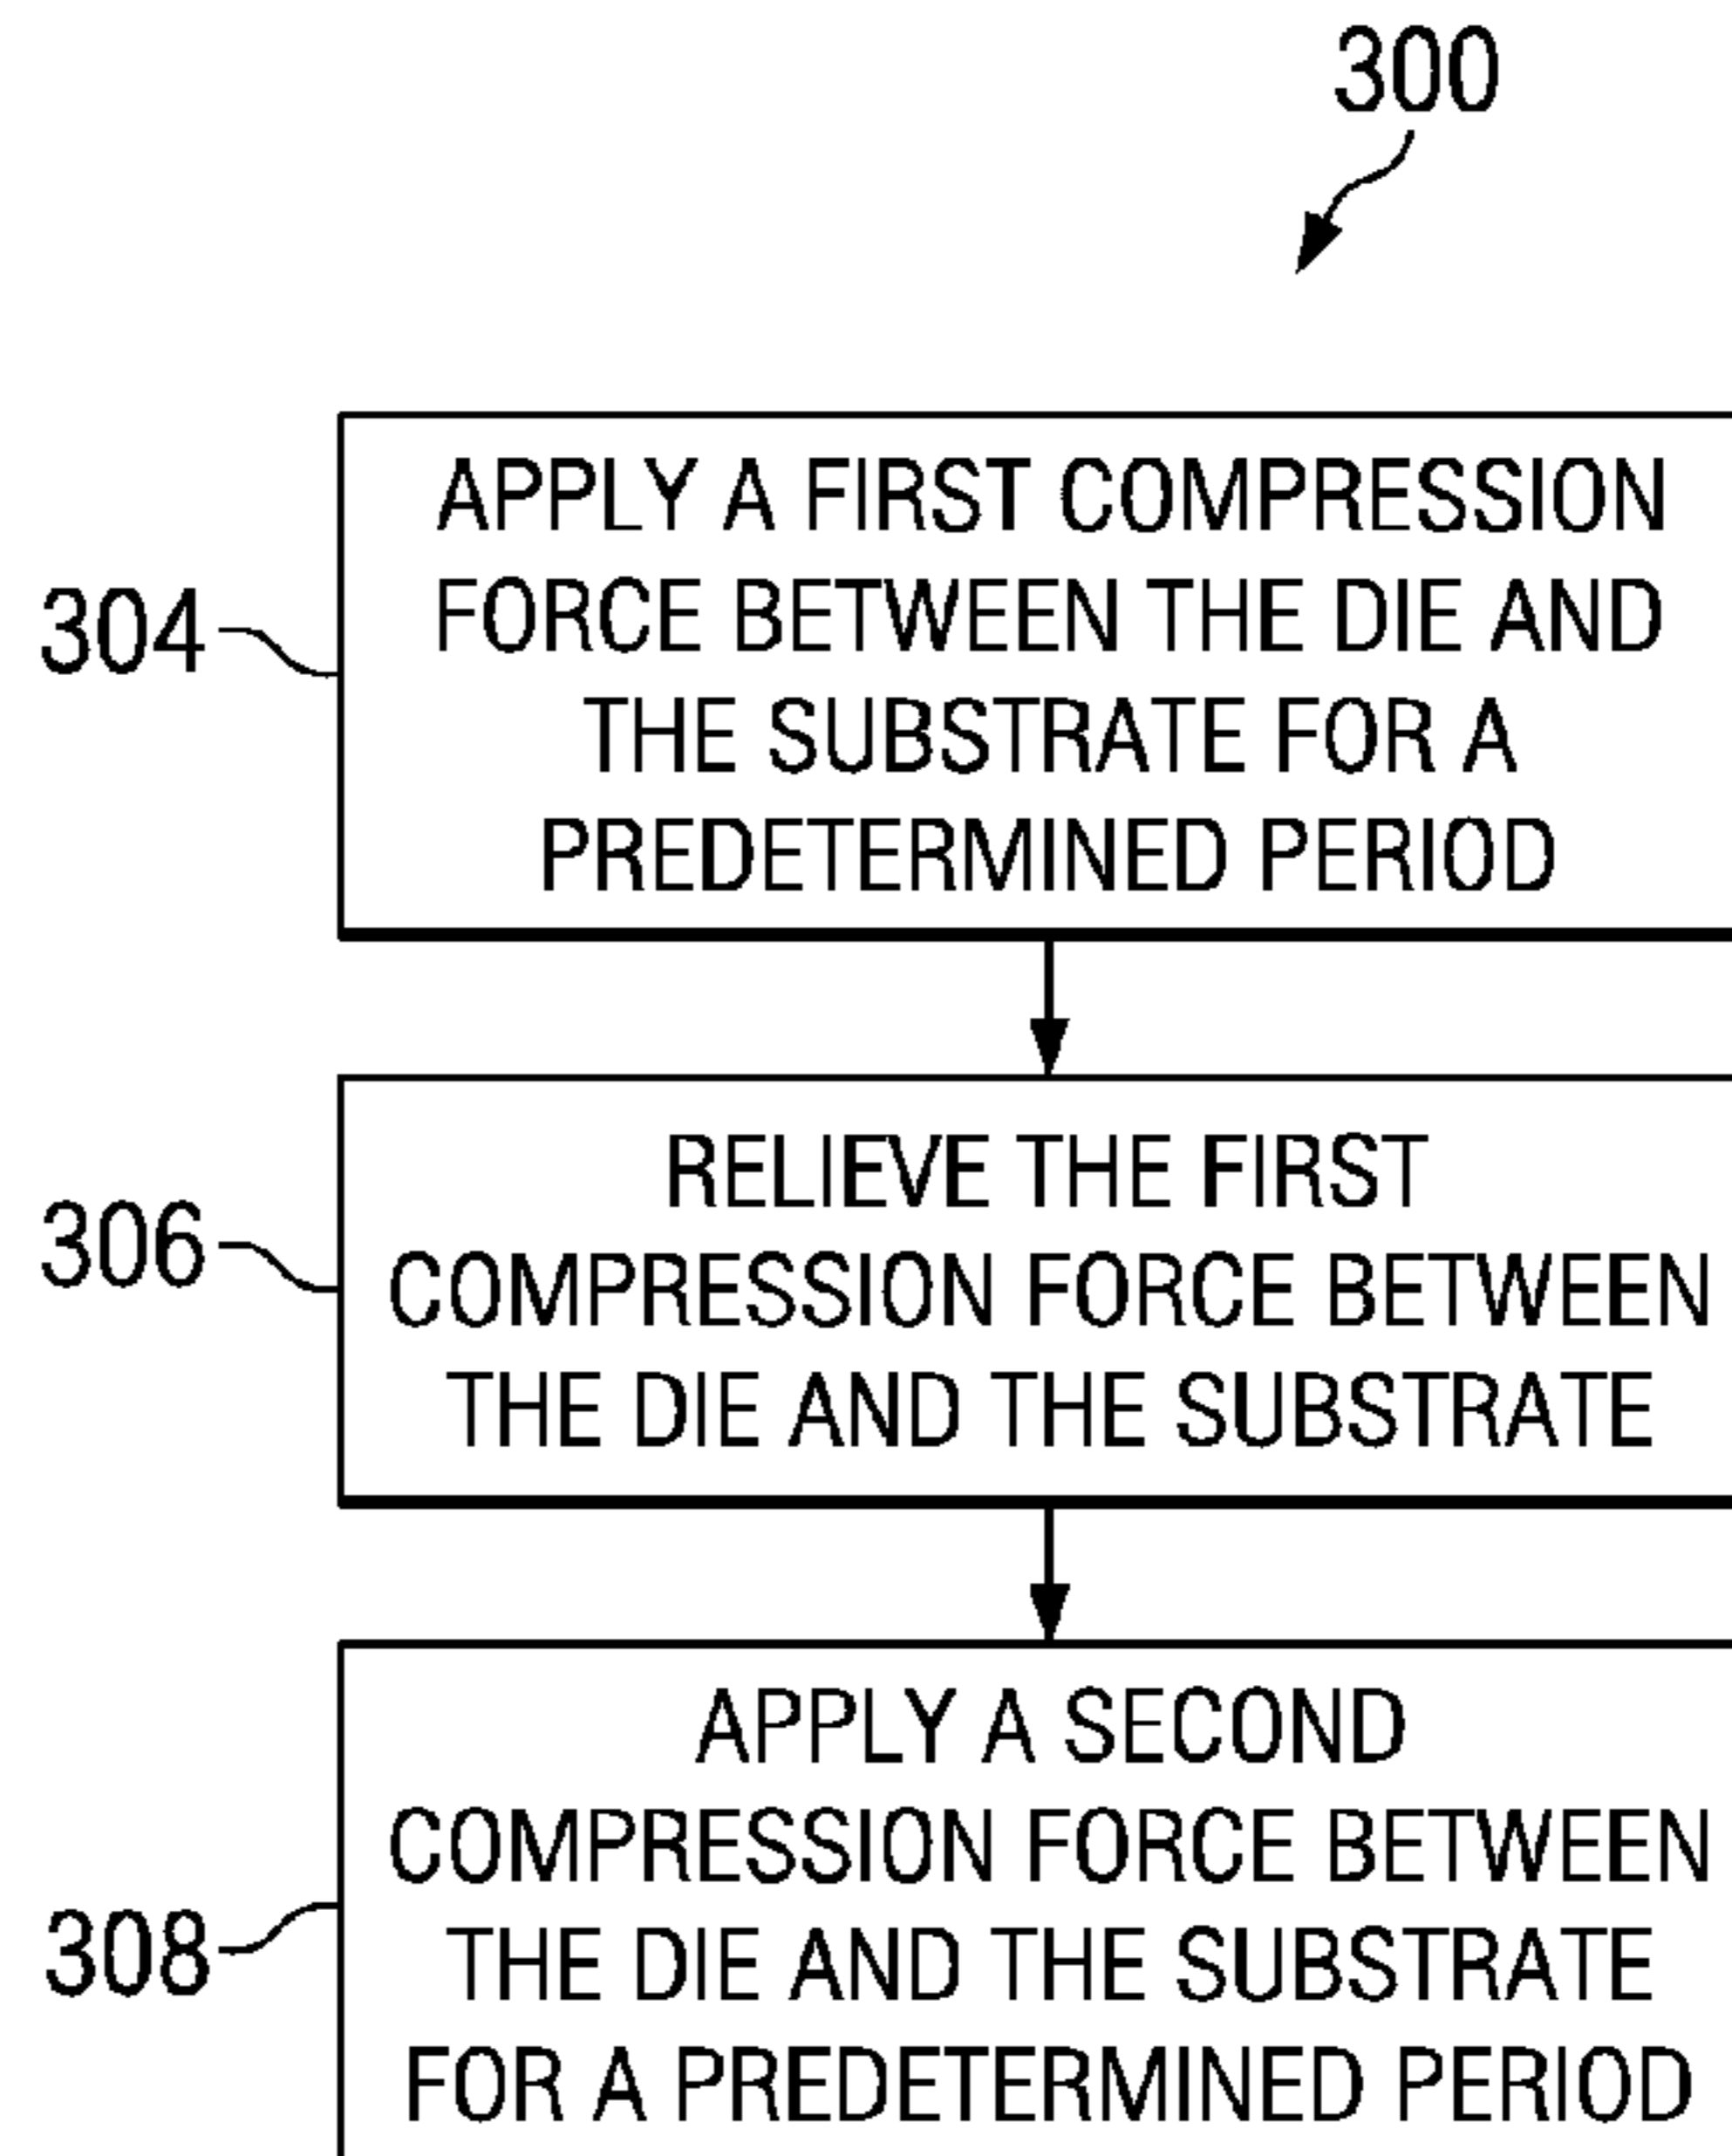 300
304
APPLY A FIRST COMPRESSION
FORCE BETWEEN THE DIE AND
THE SUBSTRATE FOR A
PREDETERMINED PERIOD
306
RELIEVE THE FIRST
COMPRESSION FORCE BETWEEN
THE DIE AND THE SUBSTRATE
308
APPLY A SECOND
COMPRESSION FORCE BETWEEN
THE DIE AND THE SUBSTRATE
FOR A PREDETERMINED PERIOD